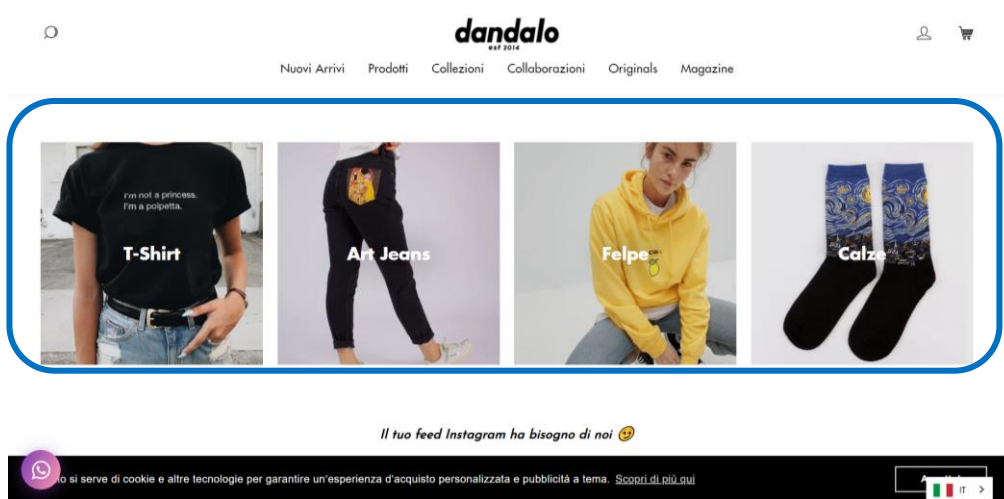 dandalo
est 2014
Nuovi Arrivi Prodotti Collezioni Collaborazioni Originals Magazine
I'm not a princess.
I'm a polpetta.
T-Shirt Art Jeans Felpe Calze
Il tuo feed Instagram ha bisogno di noi
si serve di cookie e altre tecnologie per garantire un'esperienza d'acquisto personalizzata e pubblicità a tema. Scopri di più qui
IT